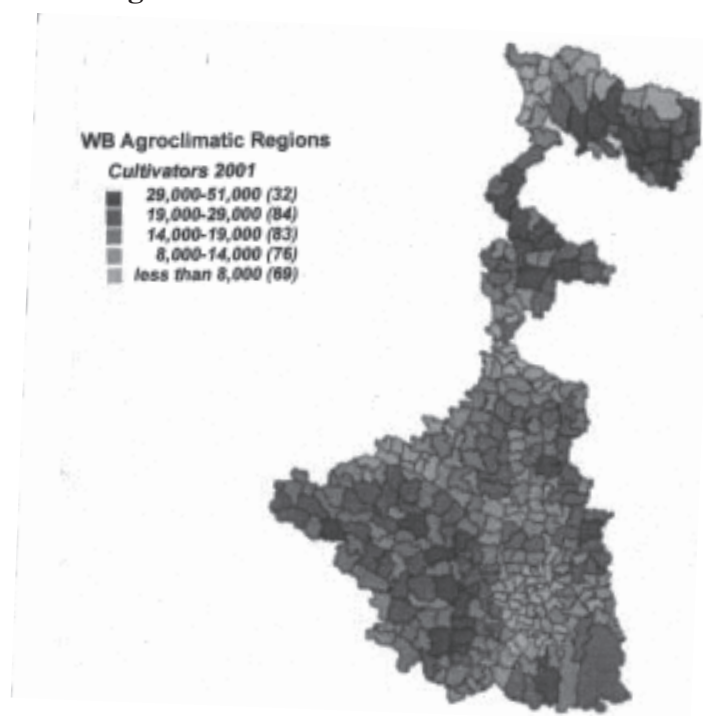 WB Agroclimatic Regions
Cultivators 2001
29,000-51,000 (32)
19,000-29,000 (84)
14,000-19,000 (83)
8,000-14,000 (76)
less than 8,000 (69)